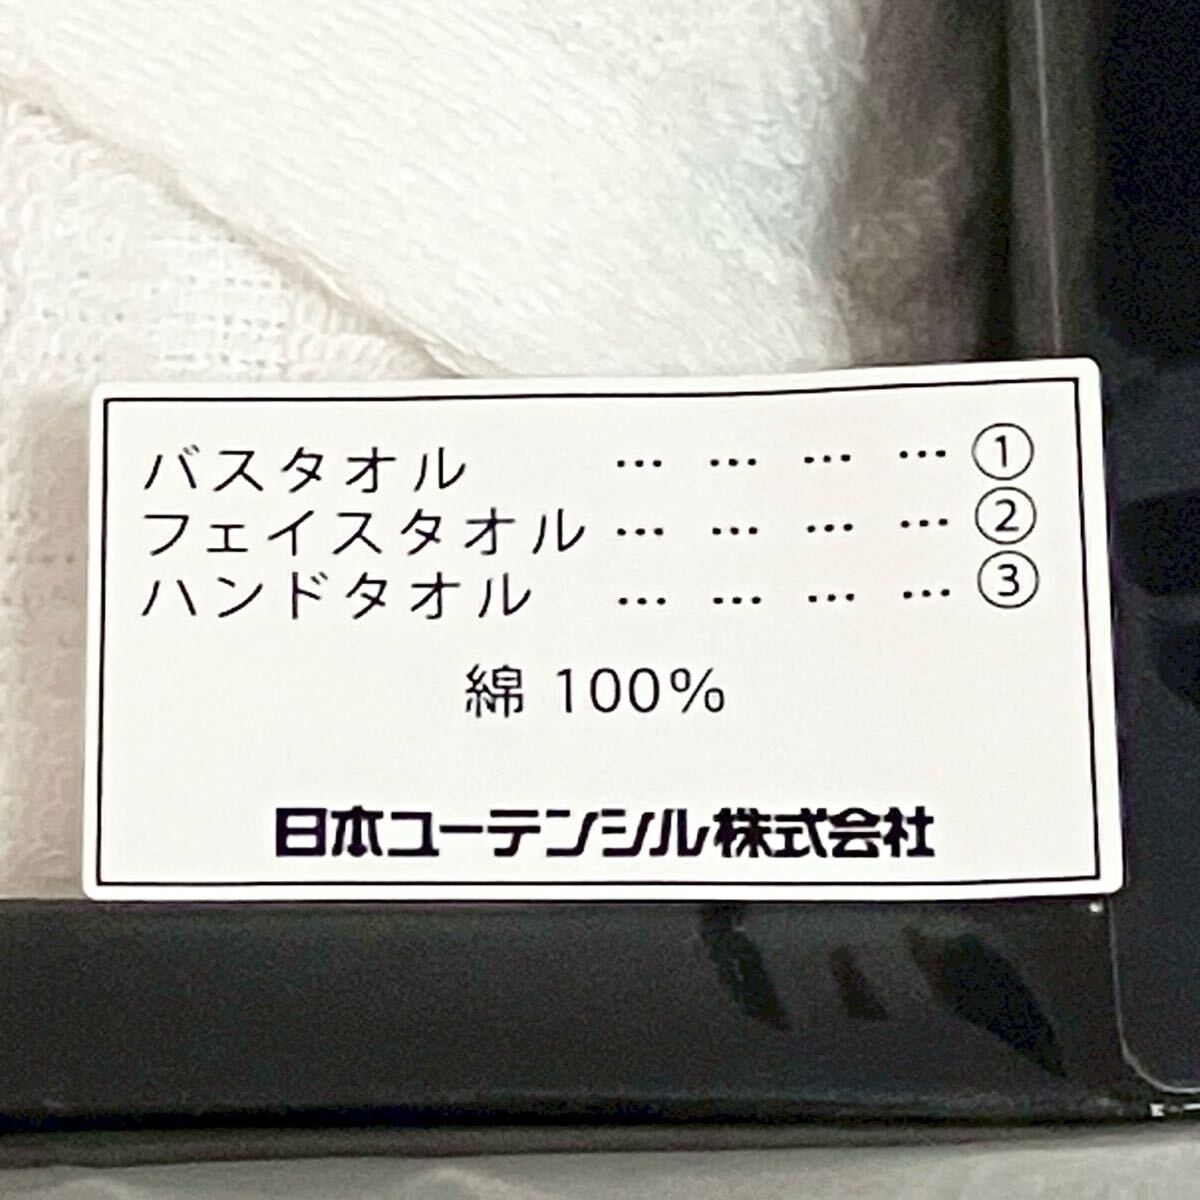 バスタオル … … … … ①
フェイスタオル … … … … ②
ハンドタオル … … … … ③
綿 100%
日本ユーテンシル株式会社